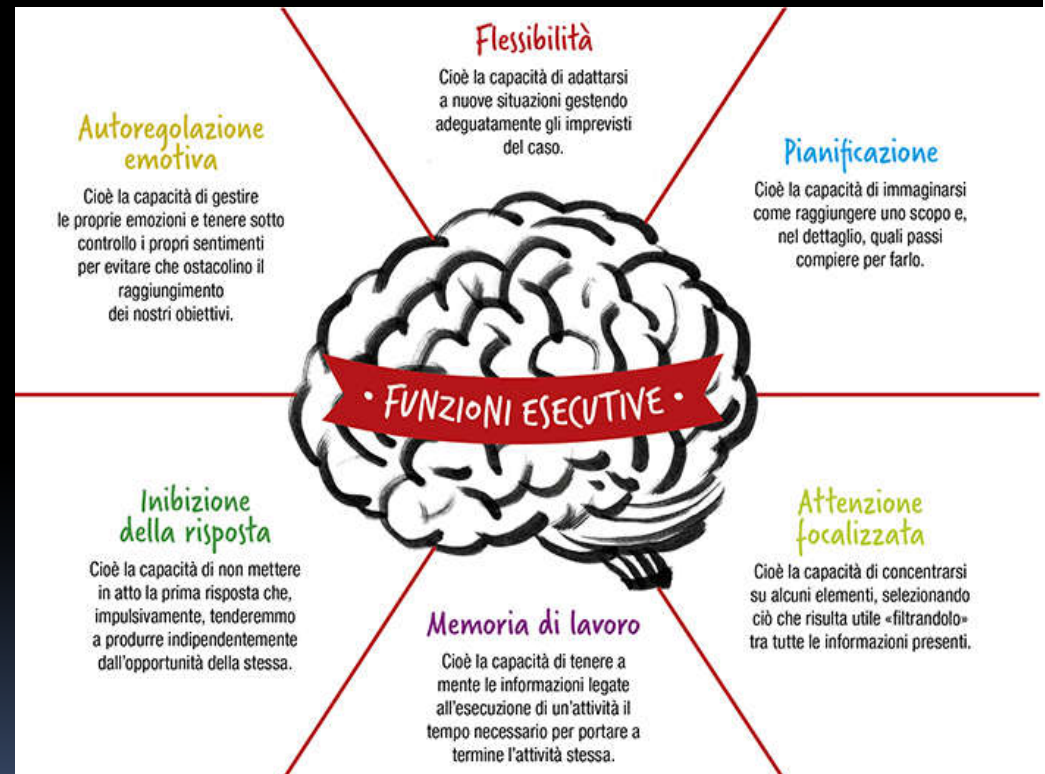 Flessibilità
Cioè la capacità di adattarsi
a nuove situazioni gestendo
adeguatamente gli imprevisti
del caso.
Autoregolazione
emotiva
Cioè la capacità di gestire
le proprie emozioni e tenere sotto
controllo i propri sentimenti
per evitare che ostacolino il
raggiungimento
dei nostri obiettivi.
Pianificazione
Cioè la capacità di immaginarsi
come raggiungere uno scopo e,
nel dettaglio, quali passi
compiere per farlo.
• FUNZIONI ESECUTIVE •
Inibizione
della risposta
Cioè la capacità di non mettere
in atto la prima risposta che,
impulsivamente, tenderemmo
a produrre indipendentemente
dall'opportunità della stessa.
Memoria di lavoro
Cioè la capacità di tenere a
mente le informazioni legate
all'esecuzione di un'attività il
tempo necessario per portare a
termine l'attività stessa.
Attenzione
focalizzata
Cioè la capacità di concentrarsi
su alcuni elementi, selezionando
ciò che risulta utile «filtrandolo»
tra tutte le informazioni presenti.